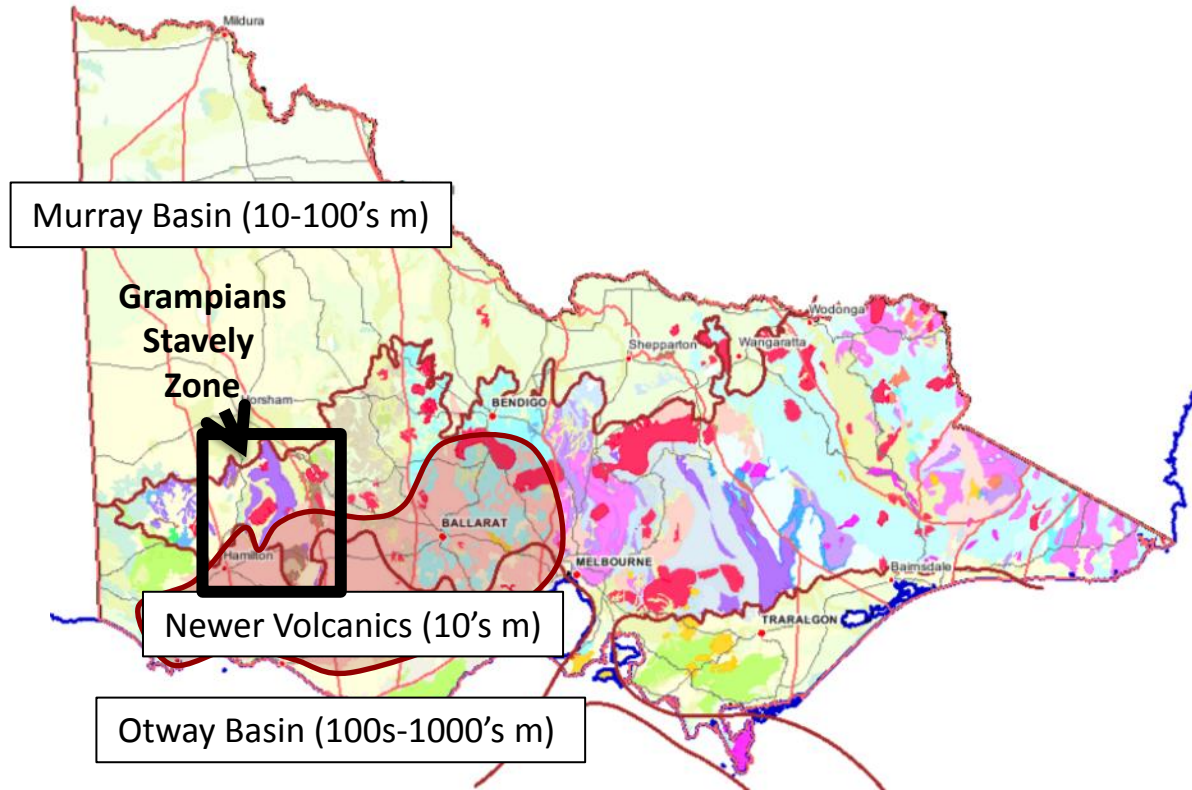 Mildura
Murray Basin (10-100's m)
Grampians
Stavely
Zone
Horsham
Shepparton
Wangaratta
Wodonga
BENDIGO
BALLARAT
Hamilton
MELBOURNE
Bairnsdale
TRARALGON
Newer Volcanics (10's m)
Otway Basin (100s-1000's m)